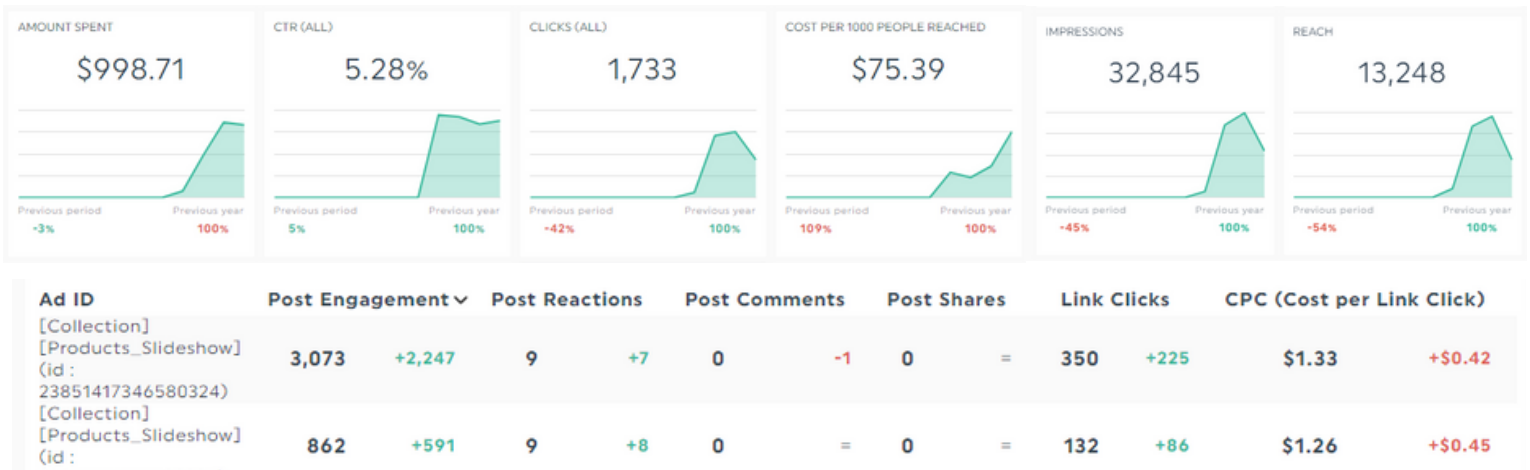 AMOUNT SPENT
$998.71
Previous period Previous year
-3% 100%
CTR (ALL)
5.28%
Previous period Previous year
5% 100%
CLICKS (ALL)
1,733
Previous period Previous year
-42% 100%
COST PER 1000 PEOPLE REACHED
$75.39
Previous period Previous year
109% 100%
IMPRESSIONS
32,845
Previous period Previous year
-45% 100%
REACH
13,248
Previous period Previous year
-54% 100%
Ad ID Post Engagement Post Reactions Post Comments Post Shares Link Clicks CPC (Cost per Link Click)
[Collection]
[Products_Slideshow]
(id :
23851417346580324)
3,073 +2,247 9 +7 0 -1 0 = 350 +225 $1.33 +$0.42
[Collection]
[Products_Slideshow]
(id :
862 +591 9 +8 0 = 0 = 132 +86 $1.26 +$0.45